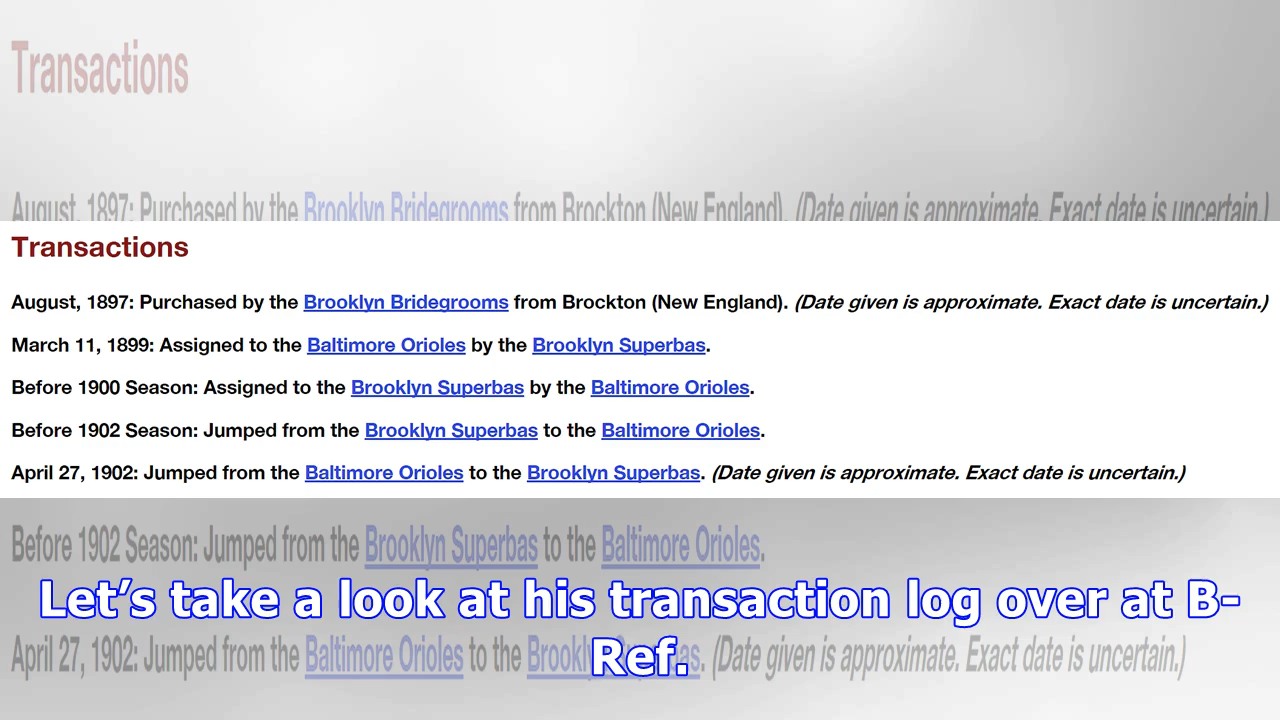 Transactions
August, 1897: Purchased by the Brooklyn Bridegrooms from Brockton (New England). (Date given is approximate. Exact date is uncertain.)
Transactions
August, 1897: Purchased by the Brooklyn Bridegrooms from Brockton (New England). (Date given is approximate. Exact date is uncertain.)
March 11, 1899: Assigned to the Baltimore Orioles by the Brooklyn Superbas.
Before 1900 Season: Assigned to the Brooklyn Superbas by the Baltimore Orioles.
Before 1902 Season: Jumped from the Brooklyn Superbas to the Baltimore Orioles.
April 27, 1902: Jumped from the Baltimore Orioles to the Brooklyn Superbas. (Date given is approximate. Exact date is uncertain.)
Before 1902 Season: Jumped from the Brooklyn Superbas to the Baltimore Orioles.
Let’s take a look at his transaction log over at B-
Ref.
April 27, 1902: Jumped from the Baltimore Orioles to the Brooklyn Superbas. (Date given is approximate. Exact date is uncertain.)